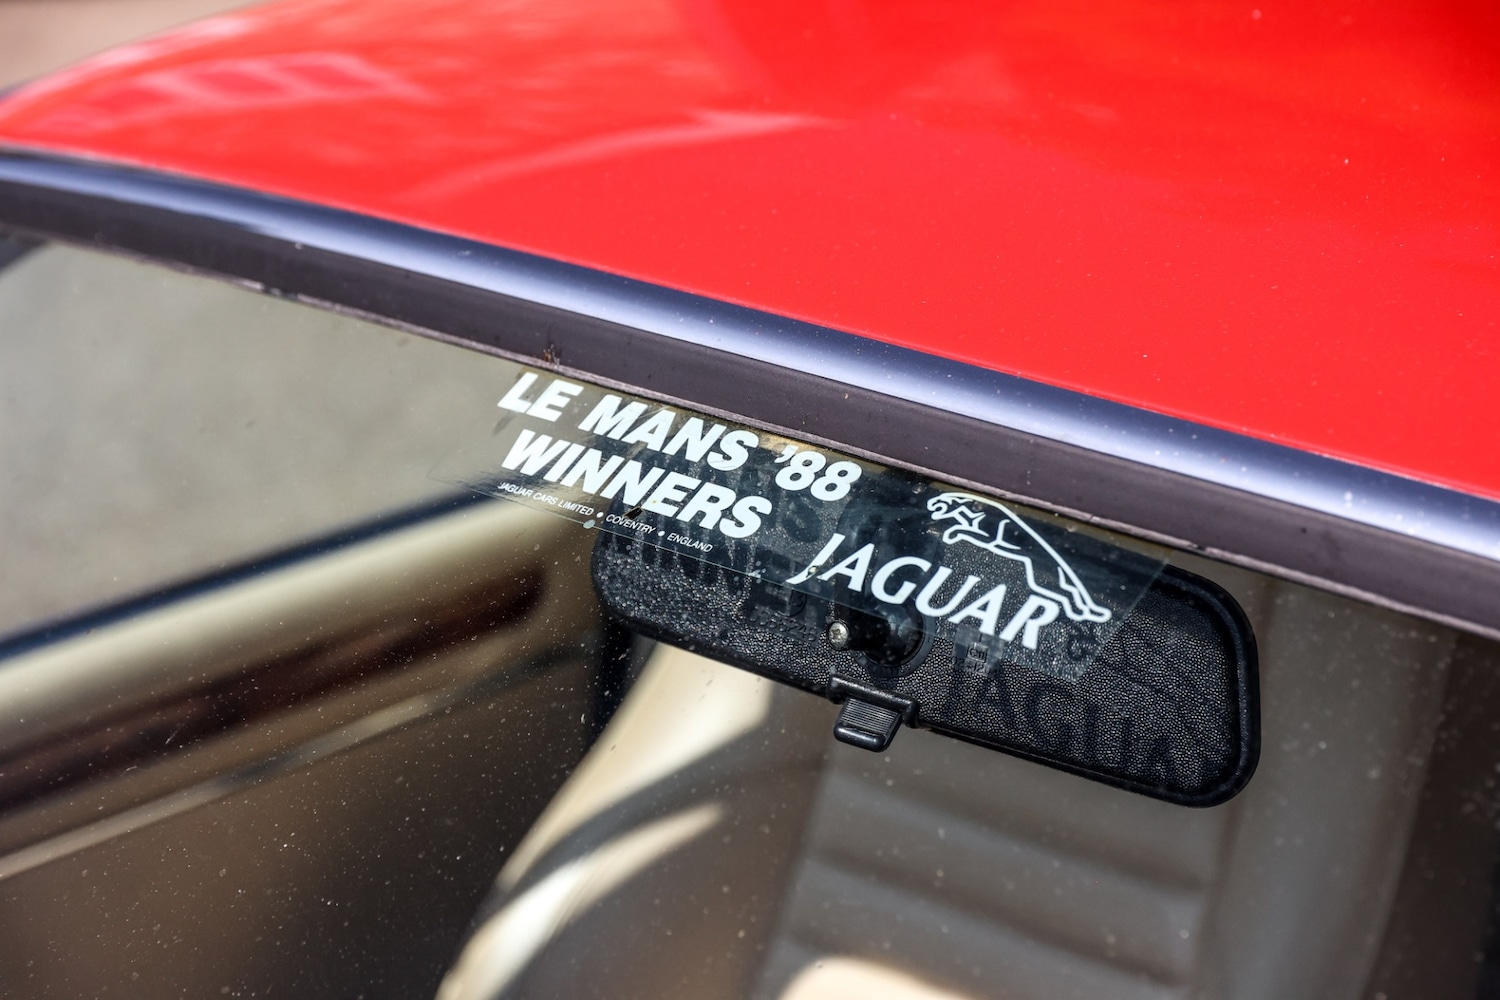 LE MANS '88
WINNERS
JAGUAR CARS LIMITED • COVENTRY • ENGLAND
JAGUAR